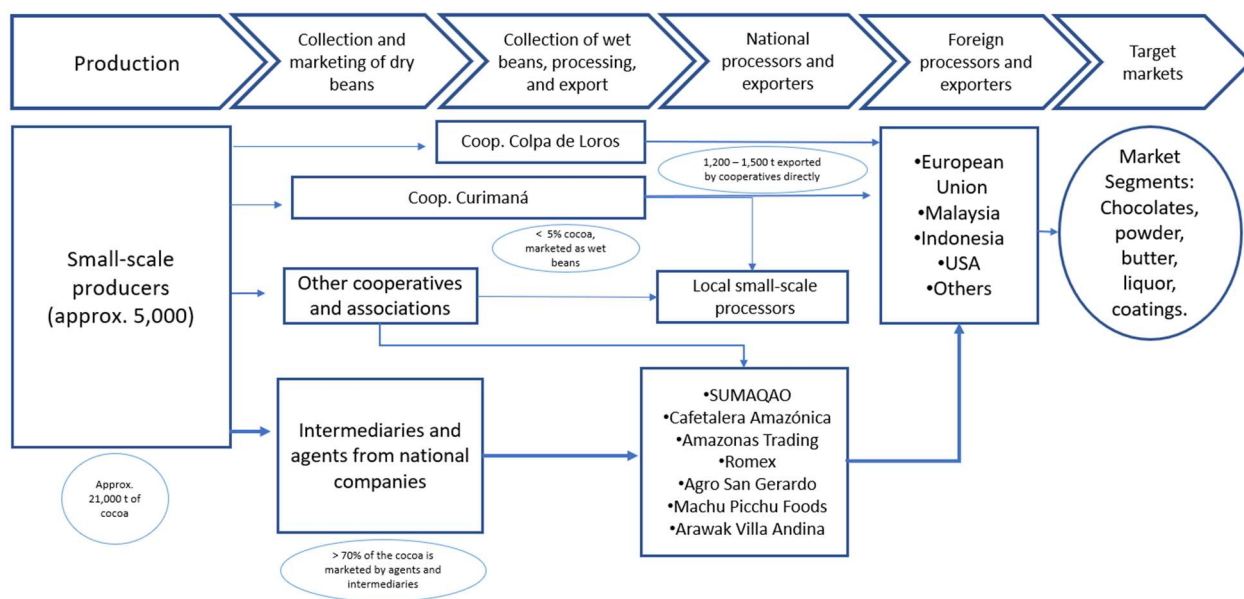 Production
Collection and
marketing of dry
beans
Collection of wet
beans, processing,
and export
National
processors and
exporters
Foreign
processors and
exporters
Target
markets
Small-scale
producers
(approx. 5,000)
Approx.
21,000 t of
cocoa
Coop. Colpa de Loros
1,200 – 1,500 t exported
by cooperatives directly
Coop. Curimaná
< 5% cocoa,
marketed as wet
beans
Other cooperatives
and associations
Local small-scale
processors
Intermediaries and
agents from national
companies
> 70% of the cocoa is
marketed by agents and
intermediaries
•SUMAQAO
•Cafetalera Amazónica
•Amazonas Trading
•Romex
•Agro San Gerardo
•Machu Picchu Foods
•Arawak Villa Andina
•European
Union
•Malaysia
•Indonesia
•USA
•Others
Market
Segments:
Chocolates,
powder,
butter,
liquor,
coatings.